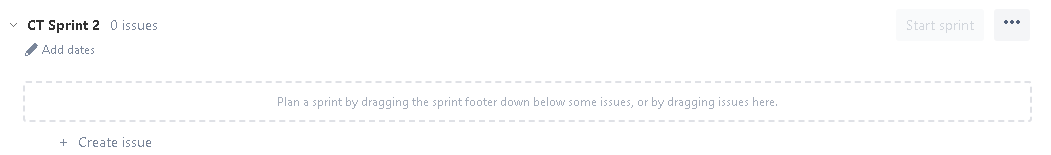 CT Sprint 2 0 issues
Start sprint
•••
Add dates
Plan a sprint by dragging the sprint footer down below some issues, or by dragging issues here.
+ Create issue